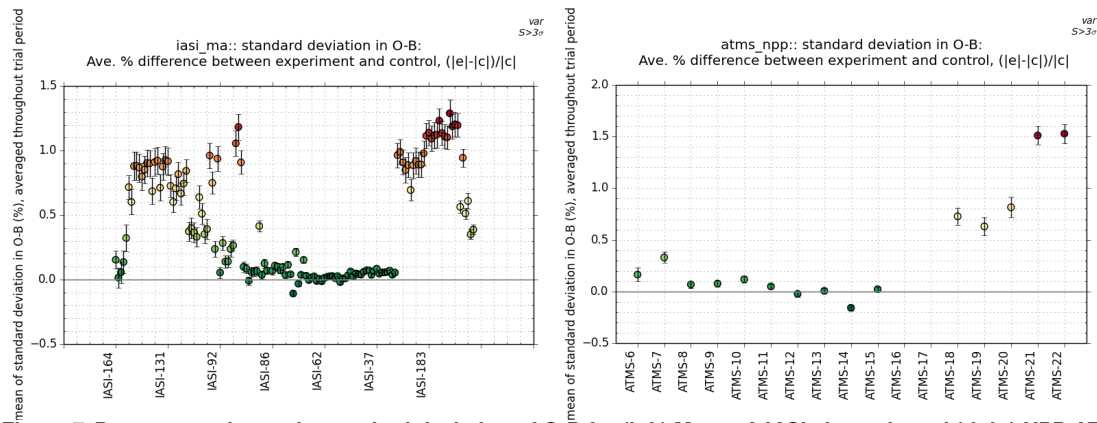 var
S>3σ
iasi_ma:: standard deviation in O-B:
Ave. % difference between experiment and control, (|e|-|c|)/|c|
mean of standard deviation in O-B (%), averaged throughout trial period
1.5
1.0
0.5
0.0
−0.5
IASI-164
IASI-131
IASI-92
IASI-86
IASI-62
IASI-37
IASI-183
var
S>3σ
atms_npp:: standard deviation in O-B:
Ave. % difference between experiment and control, (|e|-|c|)/|c|
mean of standard deviation in O-B (%), averaged throughout trial period
2.0
1.5
1.0
0.5
0.0
−0.5
ATMS-6
ATMS-7
ATMS-8
ATMS-9
ATMS-10
ATMS-11
ATMS-12
ATMS-13
ATMS-14
ATMS-15
ATMS-16
ATMS-17
ATMS-18
ATMS-19
ATMS-20
ATMS-21
ATMS-22